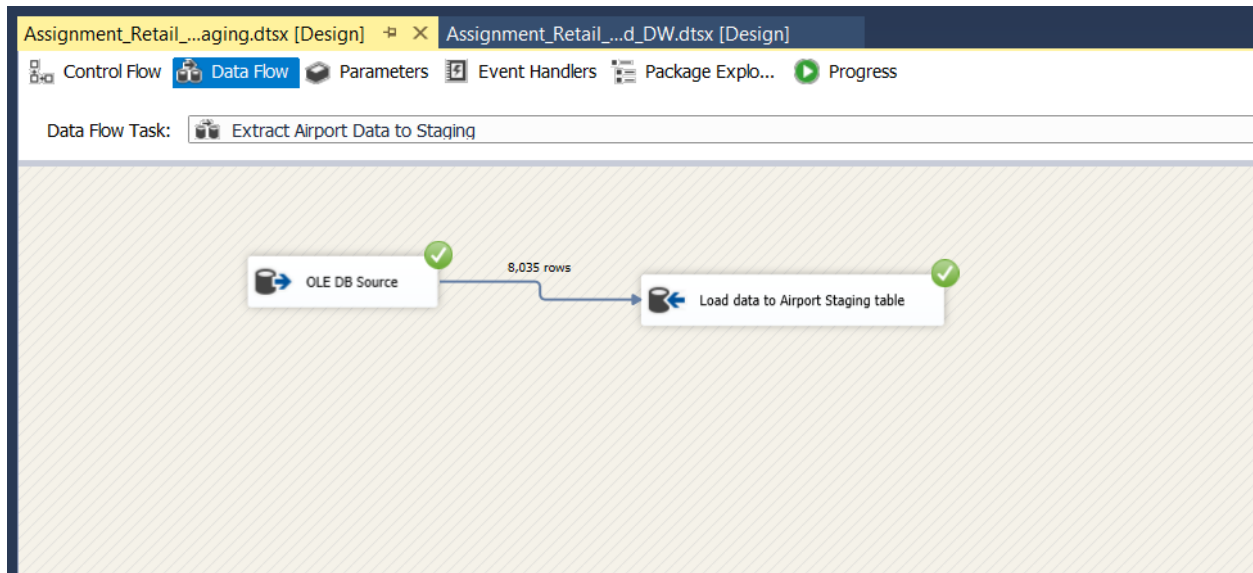 Assignment_Retail_...aging.dtsx [Design] Assignment_Retail_...d_DW.dtsx [Design]
Control Flow Data Flow Parameters Event Handlers Package Explo... Progress
Data Flow Task: Extract Airport Data to Staging
8,035 rows
OLE DB Source
Load data to Airport Staging table